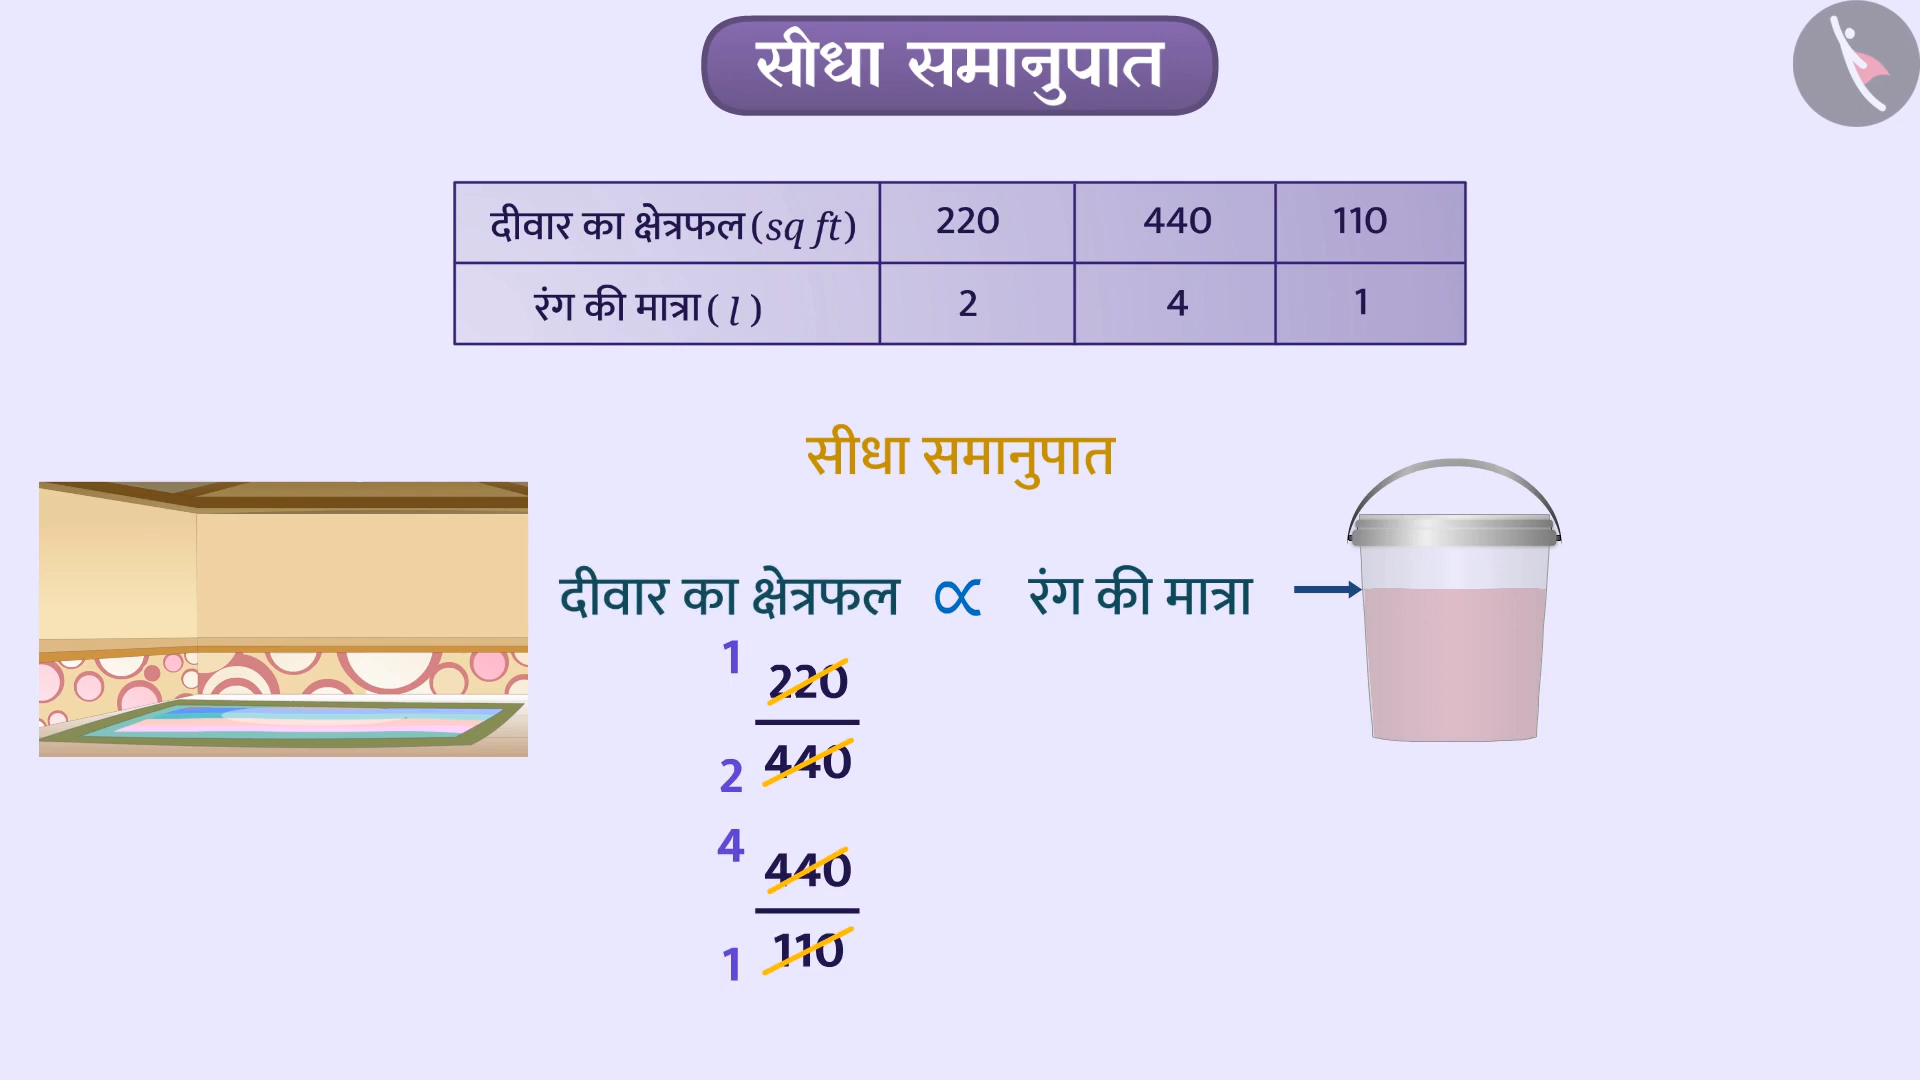 सीधा समानुपात
दीवार का क्षेत्रफल (sq ft) 220 440 110
रंग की मात्रा ( l ) 2 4 1
सीधा समानुपात
दीवार का क्षेत्रफल ∝ रंग की मात्रा
1 220
2 440
4 440
1 110